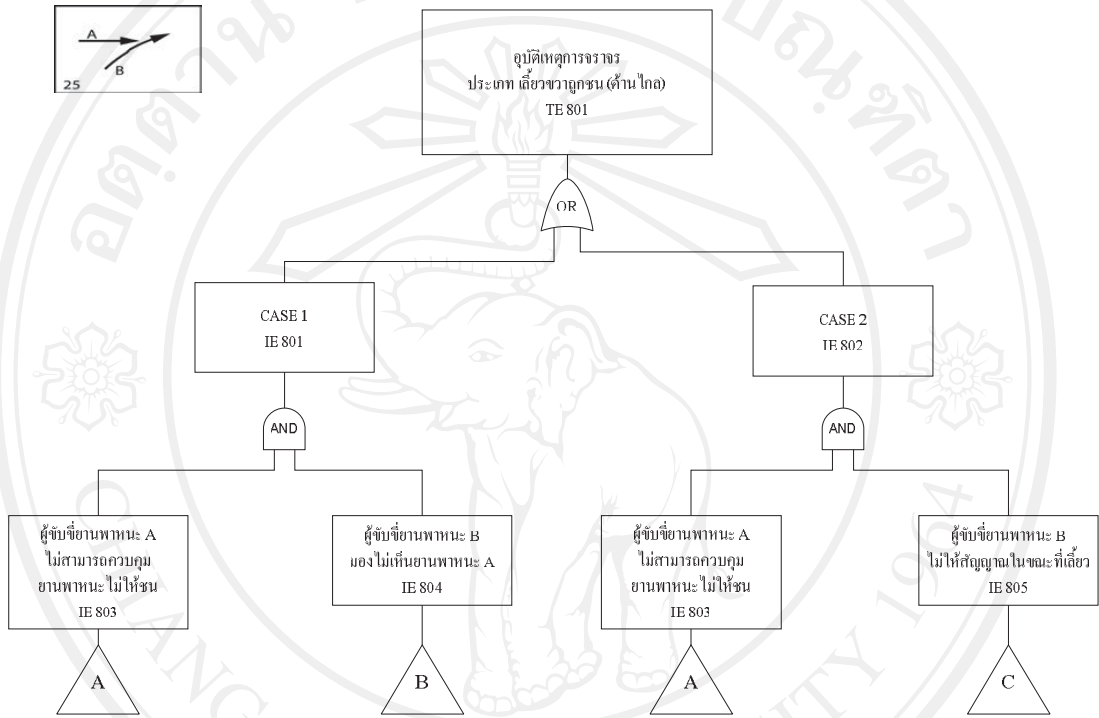 A
B
25
อุบัติเหตุการจราจร
ประเภท เลี้ยวขวาถูกชน (ด้านไกล)
TE 801
OR
CASE 1
IE 801
CASE 2
IE 802
AND
AND
ผู้ขับขี่ยานพาหนะ A
ไม่สามารถควบคุม
ยานพาหนะ ไม่ให้ชน
IE 803
ผู้ขับขี่ยานพาหนะ B
มองไม่เห็นยานพาหนะ A
IE 804
ผู้ขับขี่ยานพาหนะ A
ไม่สามารถควบคุม
ยานพาหนะ ไม่ให้ชน
IE 803
ผู้ขับขี่ยานพาหนะ B
ไม่ให้สัญญาณในขณะที่เลี้ยว
IE 805
A
B
A
C